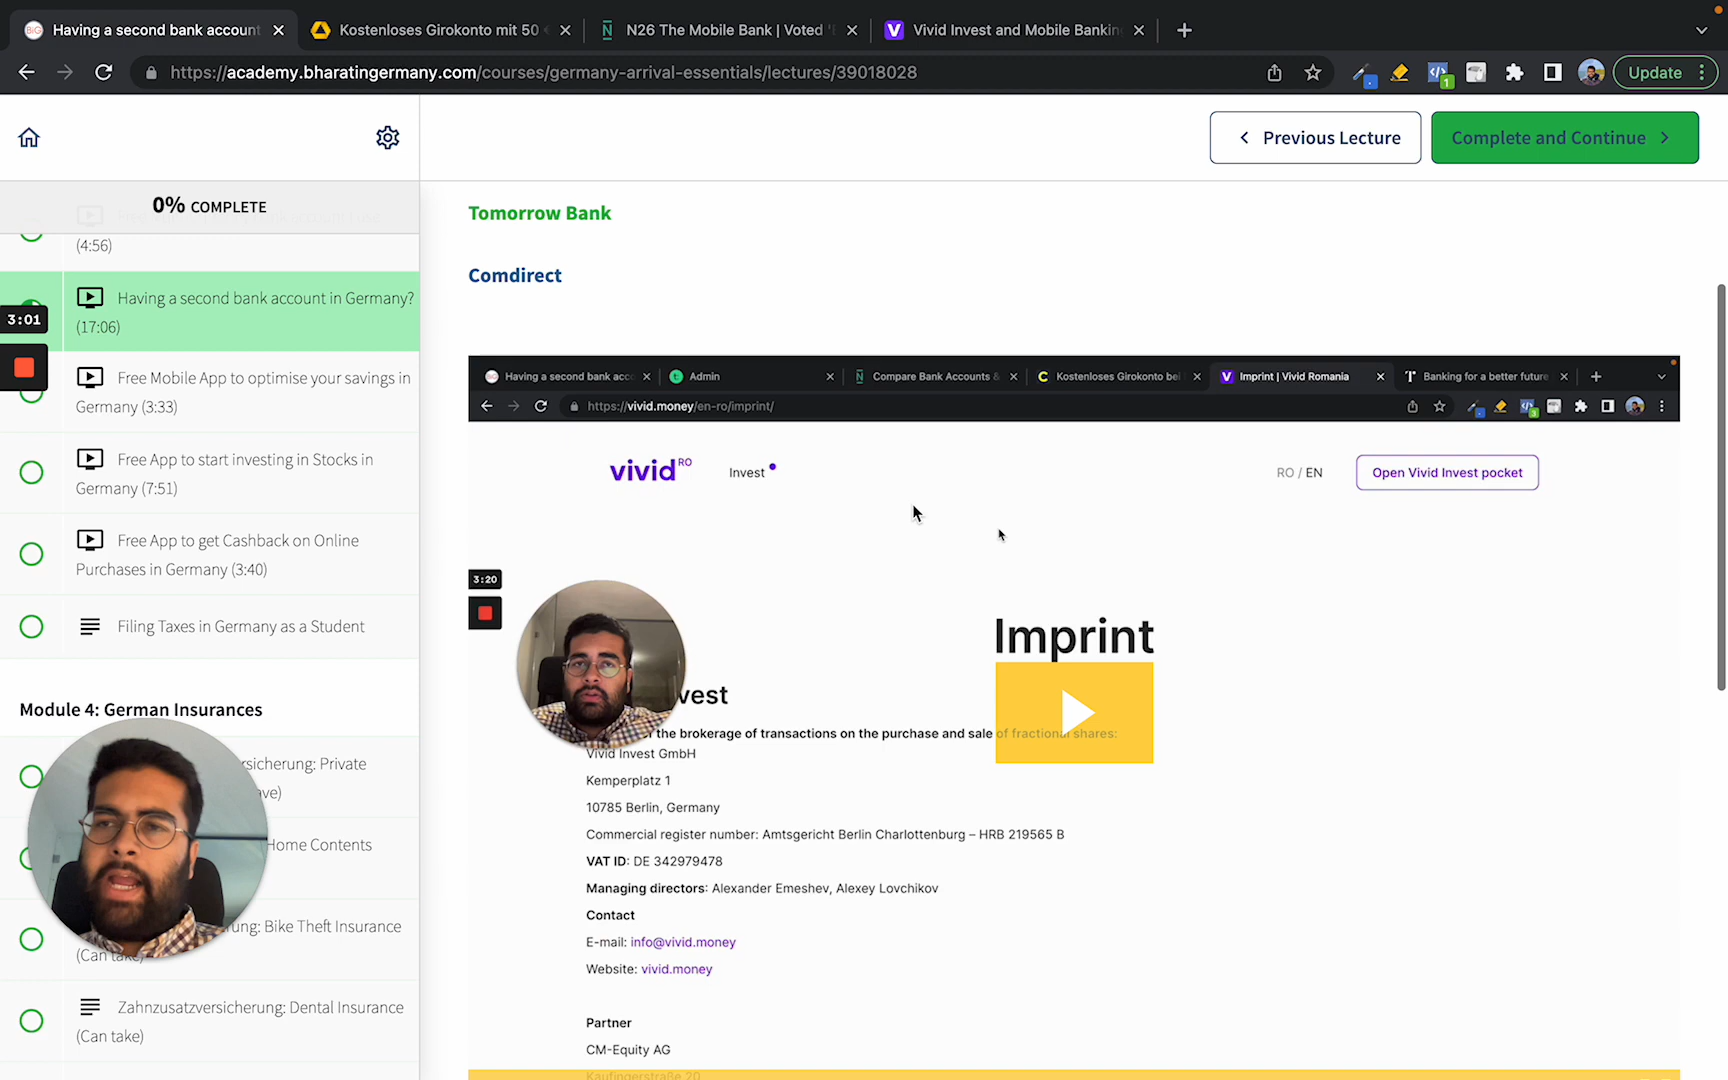 Having a second bank account
Kostenloses Girokonto mit 50
N26 The Mobile Bank | Voted
Vivid Invest and Mobile Banking
https://academy.bharatingermany.com/courses/germany-arrival-essentials/lectures/39018028
1
Update
Previous Lecture
Complete and Continue
0% COMPLETE
(4:56)
Having a second bank account in Germany?
(17:06)
3:01
Free Mobile App to optimise your savings in
Germany (3:33)
Free App to start investing in Stocks in
Germany (7:51)
Free App to get Cashback on Online
Purchases in Germany (3:40)
Filing Taxes in Germany as a Student
Module 4: German Insurances
sicherung: Private
ave)
Home Contents
ung: Bike Theft Insurance
(Can take)
Zahnzusatzversicherung: Dental Insurance
(Can take)
Tomorrow Bank
Comdirect
Having a second bank acco
Admin
Compare Bank Accounts &
Kostenloses Girokonto bei
Imprint | Vivid Romania
Banking for a better future
https://vivid.money/en-ro/imprint/
3
vivid RO
Invest
RO / EN
Open Vivid Invest pocket
3:20
Imprint
vest
the brokerage of transactions on the purchase and sale of fractional shares:
Vivid Invest GmbH
Kemperplatz 1
10785 Berlin, Germany
Commercial register number: Amtsgericht Berlin Charlottenburg – HRB 219565 B
VAT ID: DE 342979478
Managing directors: Alexander Emeshev, Alexey Lovchikov
Contact
E-mail: info@vivid.money
Website: vivid.money
Partner
CM-Equity AG
Kaufingerstraße 20